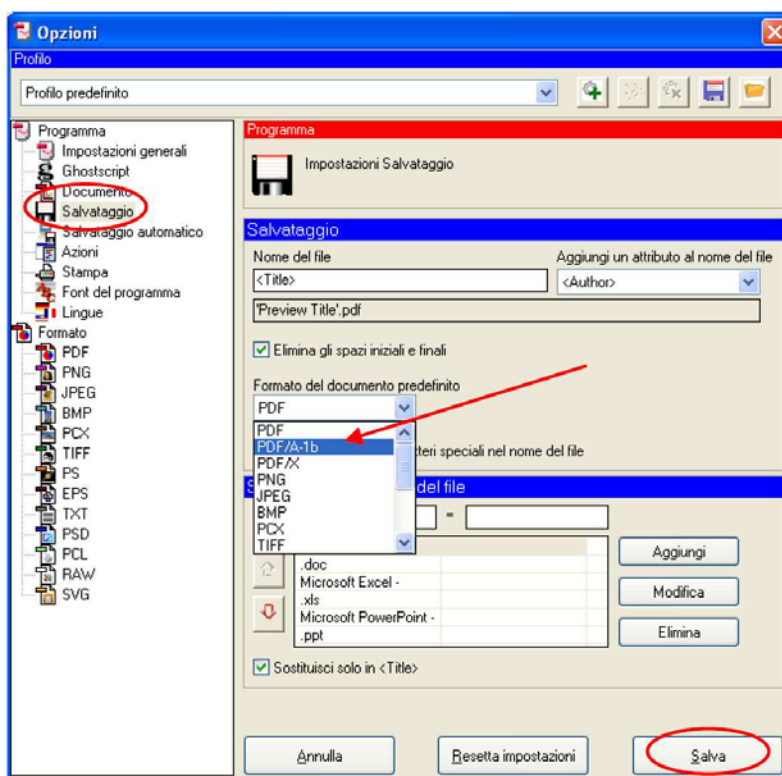 Opzioni
Profilo
Profilo predefinito
Programma
Impostazioni generali
Ghostscript
Documento
Salvataggio
Salvataggio automatico
Azioni
Stampa
Font del programma
Lingue
Formato
PDF
PNG
JPEG
BMP
PCX
TIFF
PS
EPS
TXT
PSD
PCL
RAW
SVG
Programma
Impostazioni Salvataggio
Salvataggio
Nome del file
Aggiungi un attributo al nome del file
<Title>
<Author>
'Preview Title'.pdf
Elimina gli spazi iniziali e finali
Formato del documento predefinito
PDF
PDF
PDF/A-1b
PDF/X
PNG
JPEG
BMP
PCX
TIFF
speciali nel nome del file
del file
=
.doc
Microsoft Excel -
.xls
Microsoft PowerPoint -
.ppt
Aggiungi
Modifica
Elimina
Sostituisci solo in <Title>
Annulla
Resetta impostazioni
Salva